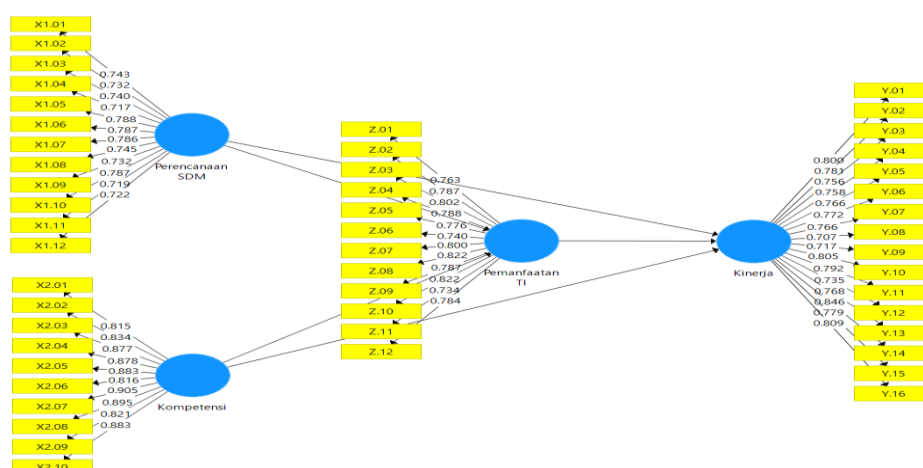 X1.01
X1.02
X1.03
X1.04
X1.05
X1.06
X1.07
X1.08
X1.09
X1.10
X1.11
X1.12
0.743
0.732
0.740
0.717
0.788
0.787
0.786
0.745
0.732
0.787
0.719
0.722
Perencanaan
SDM
X2.01
X2.02
X2.03
X2.04
X2.05
X2.06
X2.07
X2.08
X2.09
X2.10
0.815
0.834
0.877
0.878
0.883
0.816
0.905
0.895
0.821
0.883
Kompetensi
Z.01
Z.02
Z.03
Z.04
Z.05
Z.06
Z.07
Z.08
Z.09
Z.10
Z.11
Z.12
0.763
0.787
0.802
0.788
0.776
0.740
0.800
0.822
0.787
0.822
0.734
0.784
Pemanfaatan
TI
Kinerja
0.800
0.783
0.756
0.758
0.766
0.772
0.766
0.707
0.717
0.805
0.792
0.735
0.768
0.846
0.779
0.809
Y.01
Y.02
Y.03
Y.04
Y.05
Y.06
Y.07
Y.08
Y.09
Y.10
Y.11
Y.12
Y.13
Y.14
Y.15
Y.16